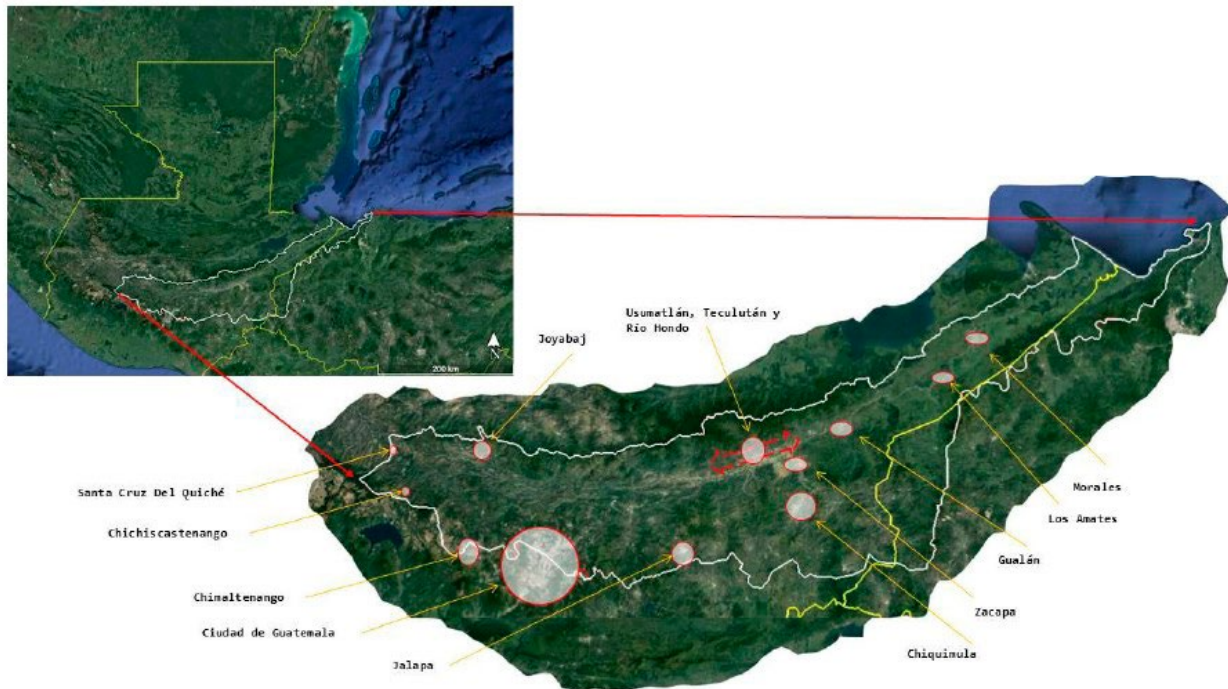 N
200 km
Usumatlán, Teculután y
Río Hondo
Joyabaj
Santa Cruz Del Quiché
Chichiscastenango
Chimaltenango
Ciudad de Guatemala
Jalapa
Morales
Los Amates
Gualán
Zacapa
Chiquimula